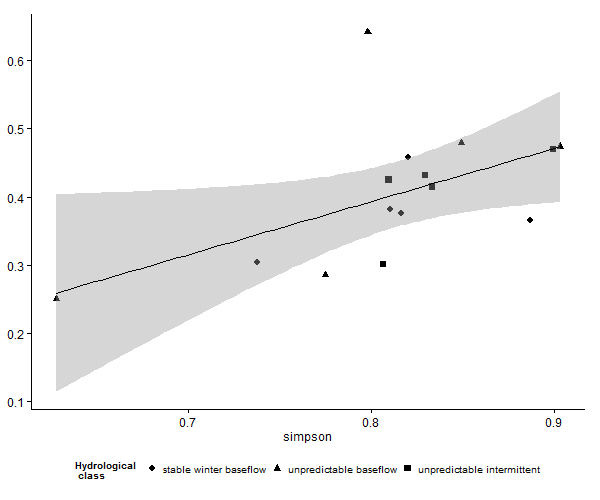 0.6
0.5
0.4
0.3
0.2
0.1
0.7 0.8 0.9
simpson
Hydrological
class
stable winter baseflow unpredictable baseflow unpredictable intermittent